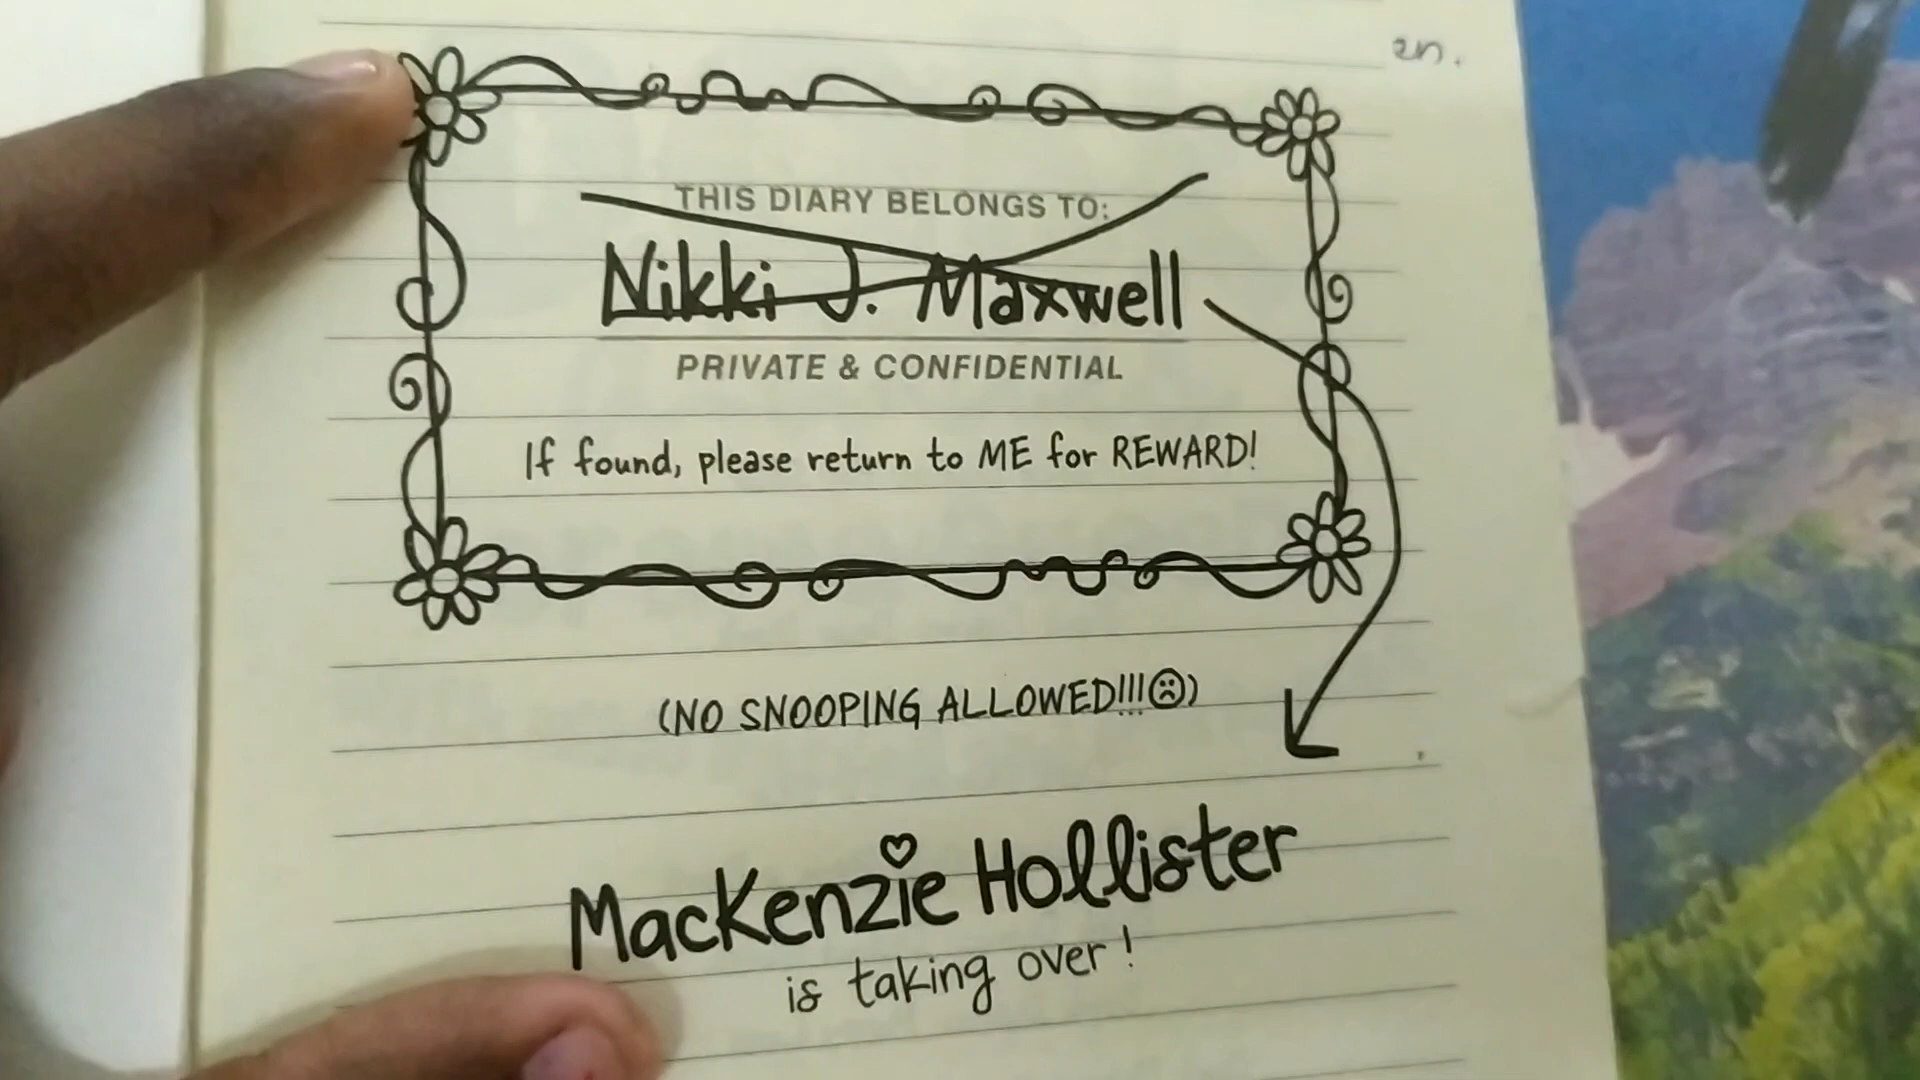 THIS DIARY BELONGS TO:
Nikki J. Maxwell
PRIVATE & CONFIDENTIAL
If found, please return to ME for REWARD!
(NO SNOOPING ALLOWED!!!☹)
MacKenzie Hollister
is taking over!